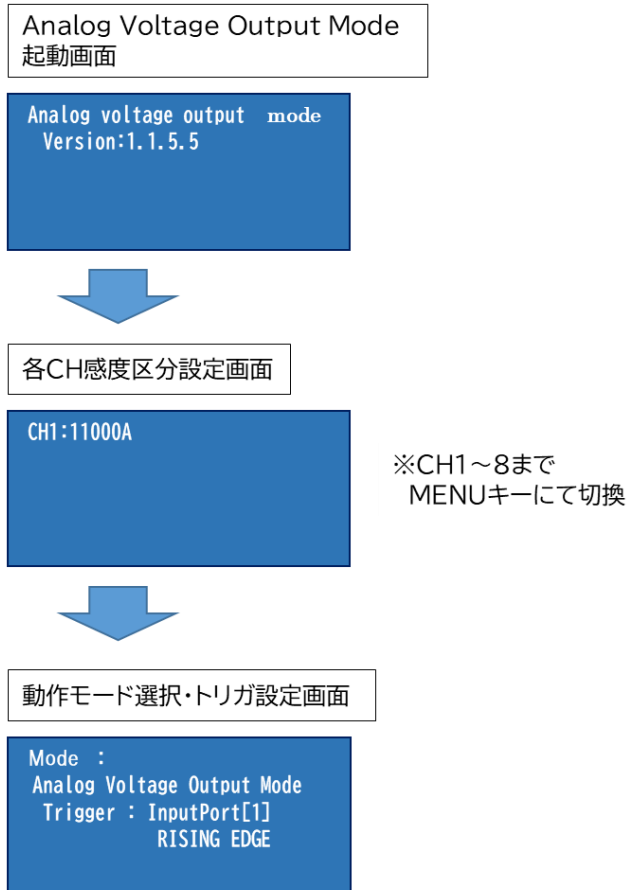 Analog Voltage Output Mode
起動画面
Analog voltage output mode
Version:1.1.5.5
各CH感度区分設定画面
CH1:11000A
※CH1～8まで
MENUキーにて切換
動作モード選択・トリガ設定画面
Mode :
Analog Voltage Output Mode
Trigger : InputPort[1]
RISING EDGE